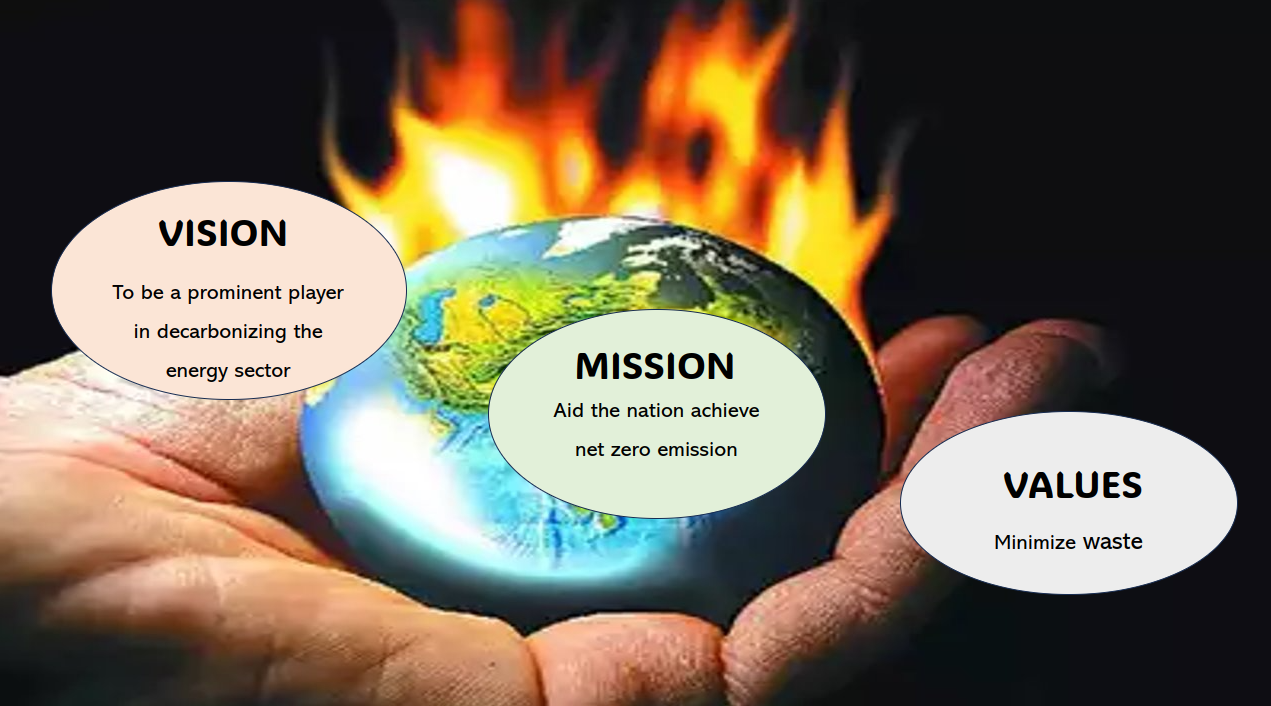 VISION
To be a prominent player
in decarbonizing the
energy sector
MISSION
Aid the nation achieve
net zero emission
VALUES
Minimize waste